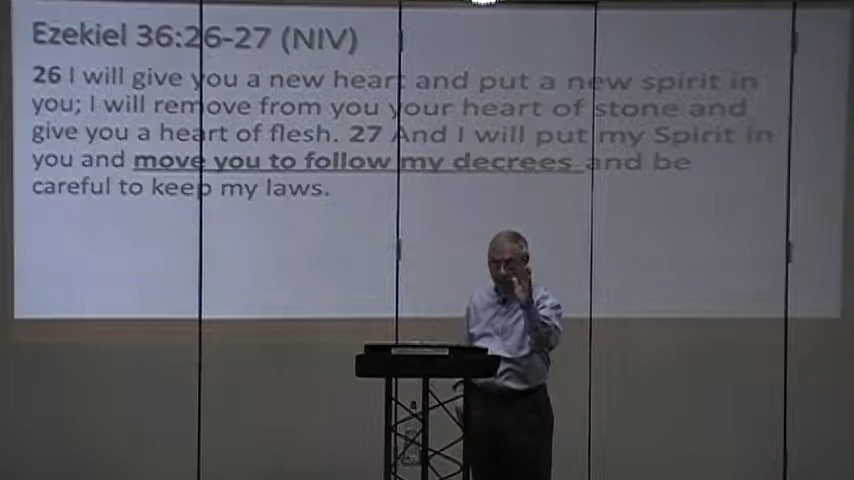 Ezekiel 36:26-27 (NIV)
26 I will give you a new heart and put a new spirit in
you; I will remove from you your heart of stone and
give you a heart of flesh. 27 And I will put my Spirit in
you and move you to follow my decrees and be
careful to keep my laws.